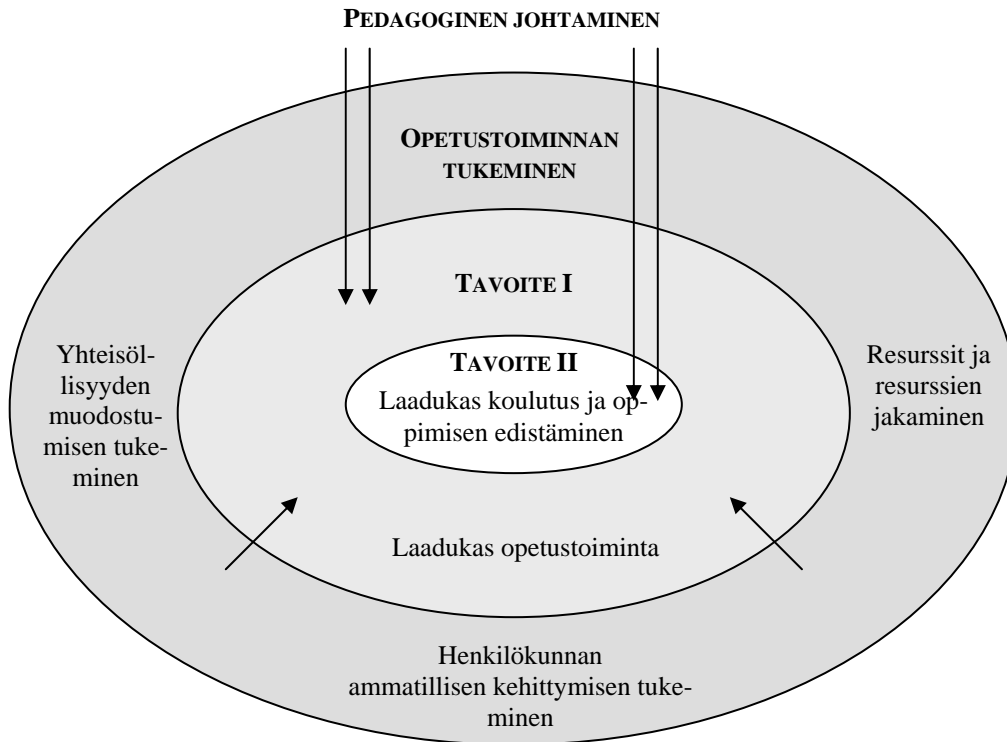 PEDAGOGINEN JOHTAMINEN
OPETUSTOIMINNAN
TUKEMINEN
TAVOITE I
TAVOITE II
Laadukas koulutus ja op-
pimisen edistäminen
Yhteisöl-
lisyyden
muodostu-
misen tuke-
minen
Resurssit ja
resurssien
jakaminen
Laadukas opetustoiminta
Henkilökunnan
ammatillisen kehittymisen tuke-
minen